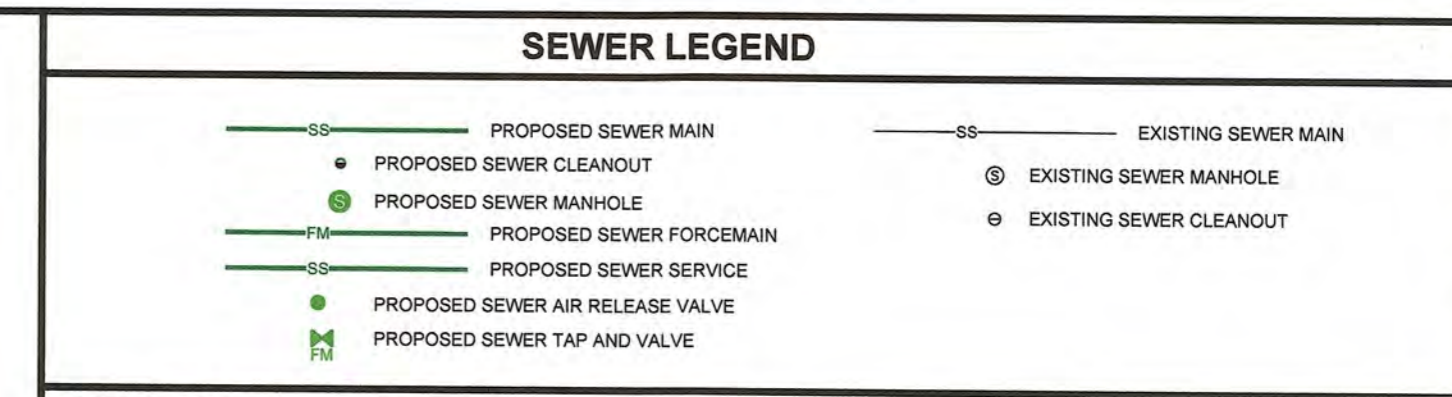 SEWER LEGEND
SS PROPOSED SEWER MAIN
PROPOSED SEWER CLEANOUT
S PROPOSED SEWER MANHOLE
FM PROPOSED SEWER FORCEMAIN
SS PROPOSED SEWER SERVICE
PROPOSED SEWER AIR RELEASE VALVE
FM PROPOSED SEWER TAP AND VALVE
SS EXISTING SEWER MAIN
S EXISTING SEWER MANHOLE
EXISTING SEWER CLEANOUT